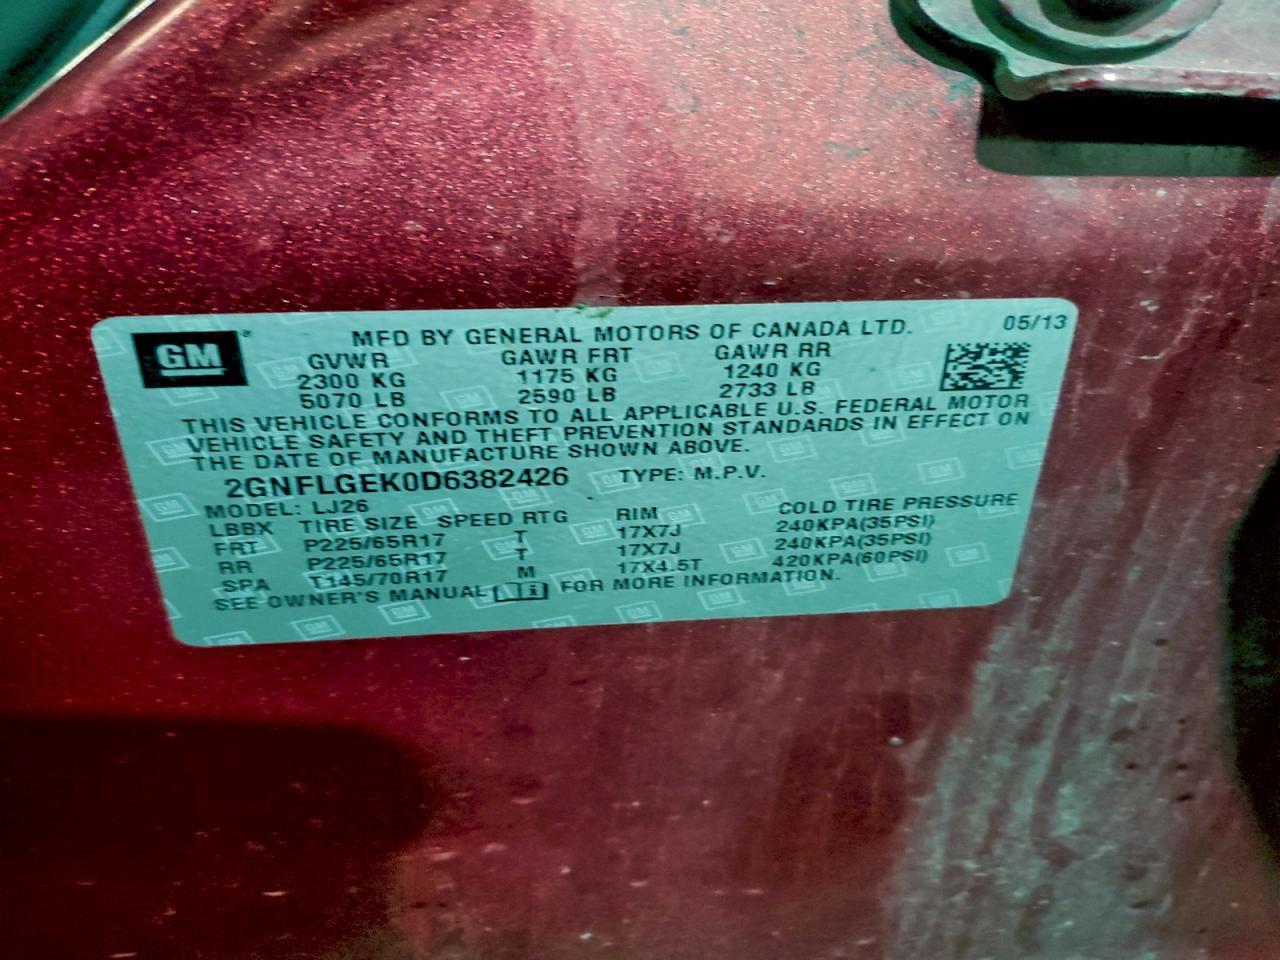 GM
MFD BY GENERAL MOTORS OF CANADA LTD.
05/13
GVWR GAWR FRT GAWR RR
2300 KG 1175 KG 1240 KG
5070 LB 2590 LB 2733 LB
THIS VEHICLE CONFORMS TO ALL APPLICABLE U.S. FEDERAL MOTOR
VEHICLE SAFETY AND THEFT PREVENTION STANDARDS IN EFFECT ON
THE DATE OF MANUFACTURE SHOWN ABOVE.
2GNFLGEK0D6382426 TYPE: M.P.V.
MODEL: LJ26
LBBX TIRE SIZE SPEED RTG RIM COLD TIRE PRESSURE
FRT P225/65R17 T 17X7J 240KPA(35PSI)
RR P225/65R17 T 17X7J 240KPA(35PSI)
SPA T145/70R17 M 17X4.5T 420KPA(60PSI)
SEE OWNER'S MANUAL i FOR MORE INFORMATION.